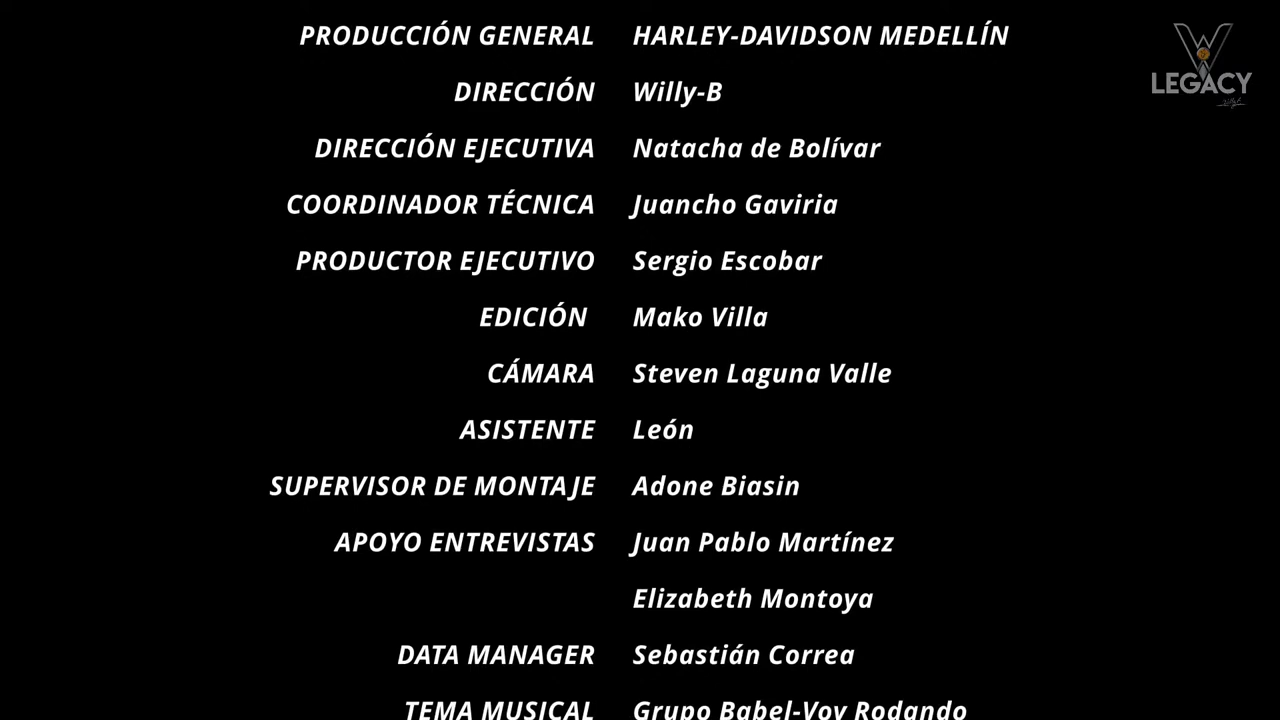 PRODUCCIÓN GENERAL HARLEY-DAVIDSON MEDELLÍN
LEGACY
DIRECCIÓN Willy-B
DIRECCIÓN EJECUTIVA Natacha de Bolívar
COORDINADOR TÉCNICA Juancho Gaviria
PRODUCTOR EJECUTIVO Sergio Escobar
EDICIÓN Mako Villa
CÁMARA Steven Laguna Valle
ASISTENTE León
SUPERVISOR DE MONTAJE Adone Biasin
APOYO ENTREVISTAS Juan Pablo Martínez
Elizabeth Montoya
DATA MANAGER Sebastián Correa
TEMA MUSICAL Grupo Babel-Voy Rodando